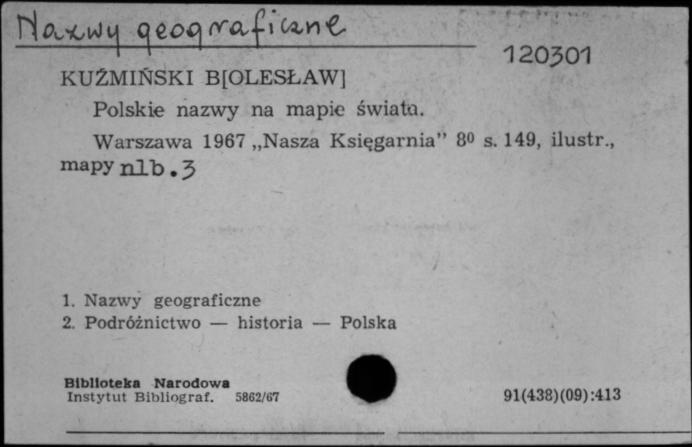 Nazwy geograficzne
120301
KUŹMIŃSKI B[OLESŁAW]
Polskie nazwy na mapie świata.
Warszawa 1967 „Nasza Księgarnia” 8⁰ s. 149, ilustr.,
mapy nlb. 3
1. Nazwy geograficzne
2. Podróżnictwo — historia — Polska
Biblioteka Narodowa
Instytut Bibliograf. 5862/67
91(438)(09):413